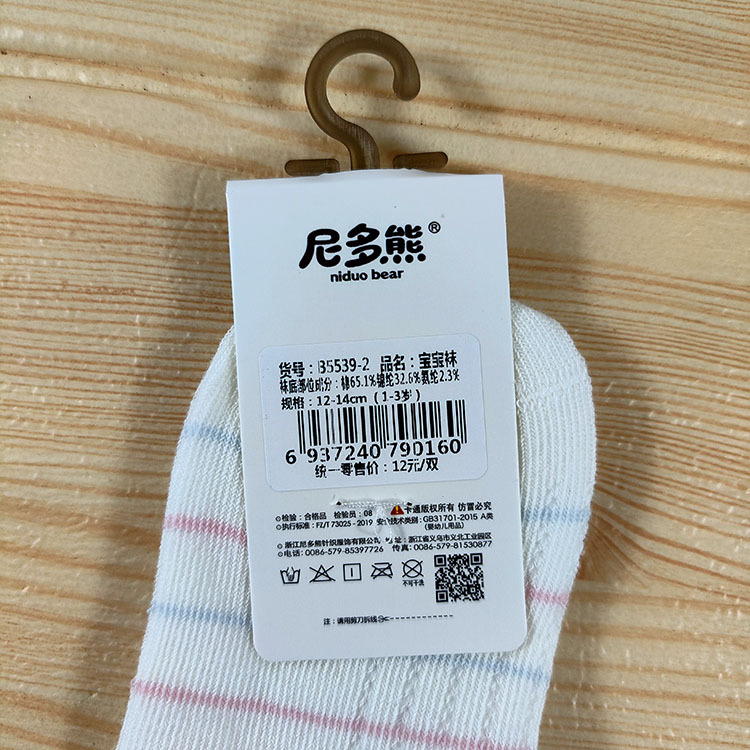 尼多熊®
niduo bear
货号：B5539-2 品名：宝宝袜
袜底部位成分：棉65.1%锦纶32.6%氨纶2.3%
规格：12-14cm（1-3岁）
6 937240 790160
统一零售价：12元/双
卡通版权所有 仿冒必究
检验：合格品 检验员：08 安全技术类别：GB31701-2015 A类
执行标准：FZ/T 73025-2019 (婴幼儿用品)
浙江尼多熊针织服饰有限公司 址：浙江省义乌市义北工业园区
电话：0086-579-85397726 传真：0086-579-81530877
不可干洗
注：请用剪刀拆线